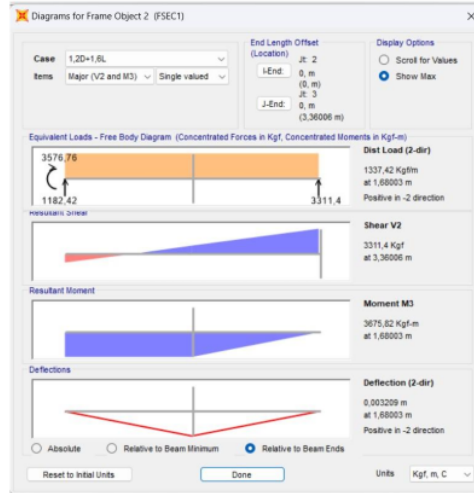 Diagrams for Frame Object 2 (FSEC1)
Case 1,2D+1,6L
Items Major (V2 and M3) Single valued
End Length Offset
(Location)
Jt: 2
I-End: 0, m
(0, m)
Jt: 3
J-End: 0, m
(3,36006 m)
Display Options
Scroll for Values
Show Max
Equivalent Loads - Free Body Diagram (Concentrated Forces in Kgf, Concentrated Moments in Kgf-m)
3576,76
1182,42
3311,4
Dist Load (2-dir)
1337,42 Kgf/m
at 1,68003 m
Positive in -2 direction
Resultant Shear
Shear V2
3311,4 Kgf
at 3,36006 m
Resultant Moment
Moment M3
3675,82 Kgf-m
at 1,68003 m
Deflections
Deflection (2-dir)
0,003209 m
at 1,68003 m
Positive in -2 direction
Absolute Relative to Beam Minimum Relative to Beam Ends
Reset to Initial Units Done Units Kgf, m, C